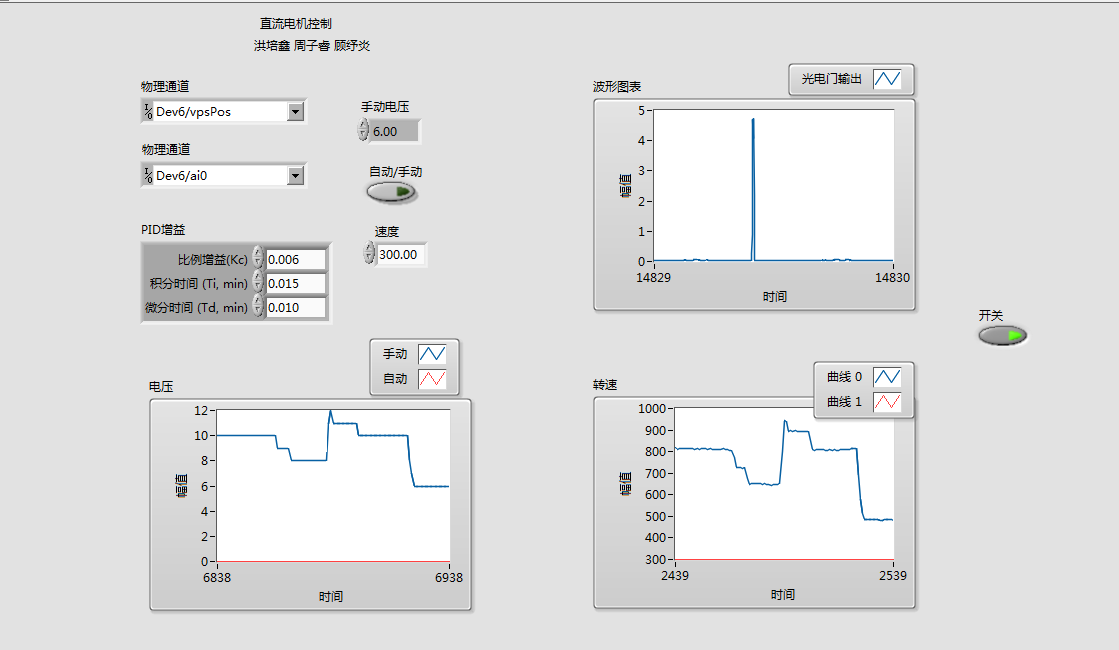 直流电机控制
洪培鑫 周子睿 顾纾炎
物理通道
Dev6/vpsPos
物理通道
Dev6/ai0
手动电压
6.00
自动/手动
速度
300.00
PID增益
比例增益(Kc) 0.006
积分时间 (Ti, min) 0.015
微分时间 (Td, min) 0.010
波形图表
光电门输出
幅值
5
4
3
2
1
0
14829 14830
时间
开关
电压
手动
自动
幅值
12
10
8
6
4
2
0
6838 6938
时间
转速
曲线 0
曲线 1
幅值
1000
900
800
700
600
500
400
300
2439 2539
时间